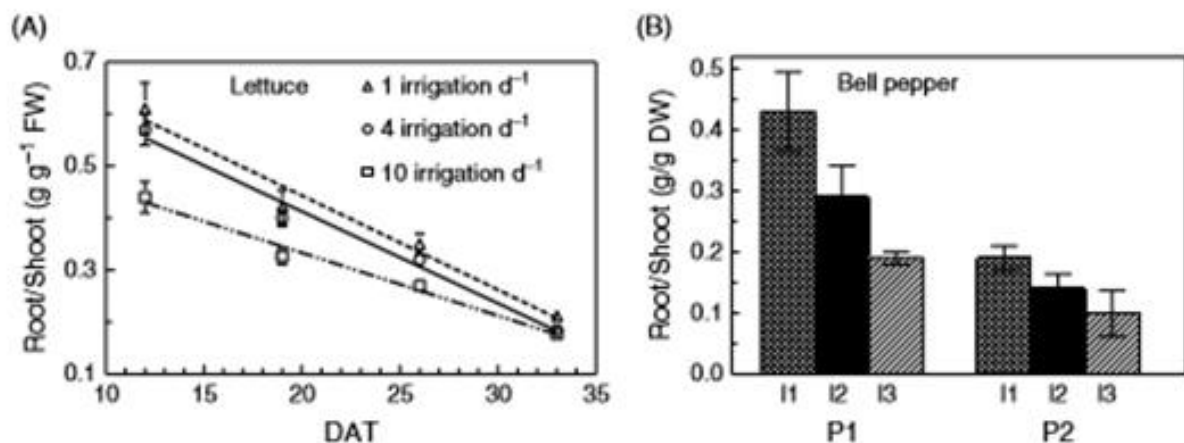 (A)
Root/Shoot (g g⁻¹ FW)
0.7
0.5
0.3
0.1
Lettuce
1 irrigation d⁻¹
4 irrigation d⁻¹
10 irrigation d⁻¹
10 15 20 25 30 35
DAT
(B)
Root/Shoot (g/g DW)
0.5
0.4
0.3
0.2
0.1
0.0
Bell pepper
I1 I2 I3 I1 I2 I3
P1 P2